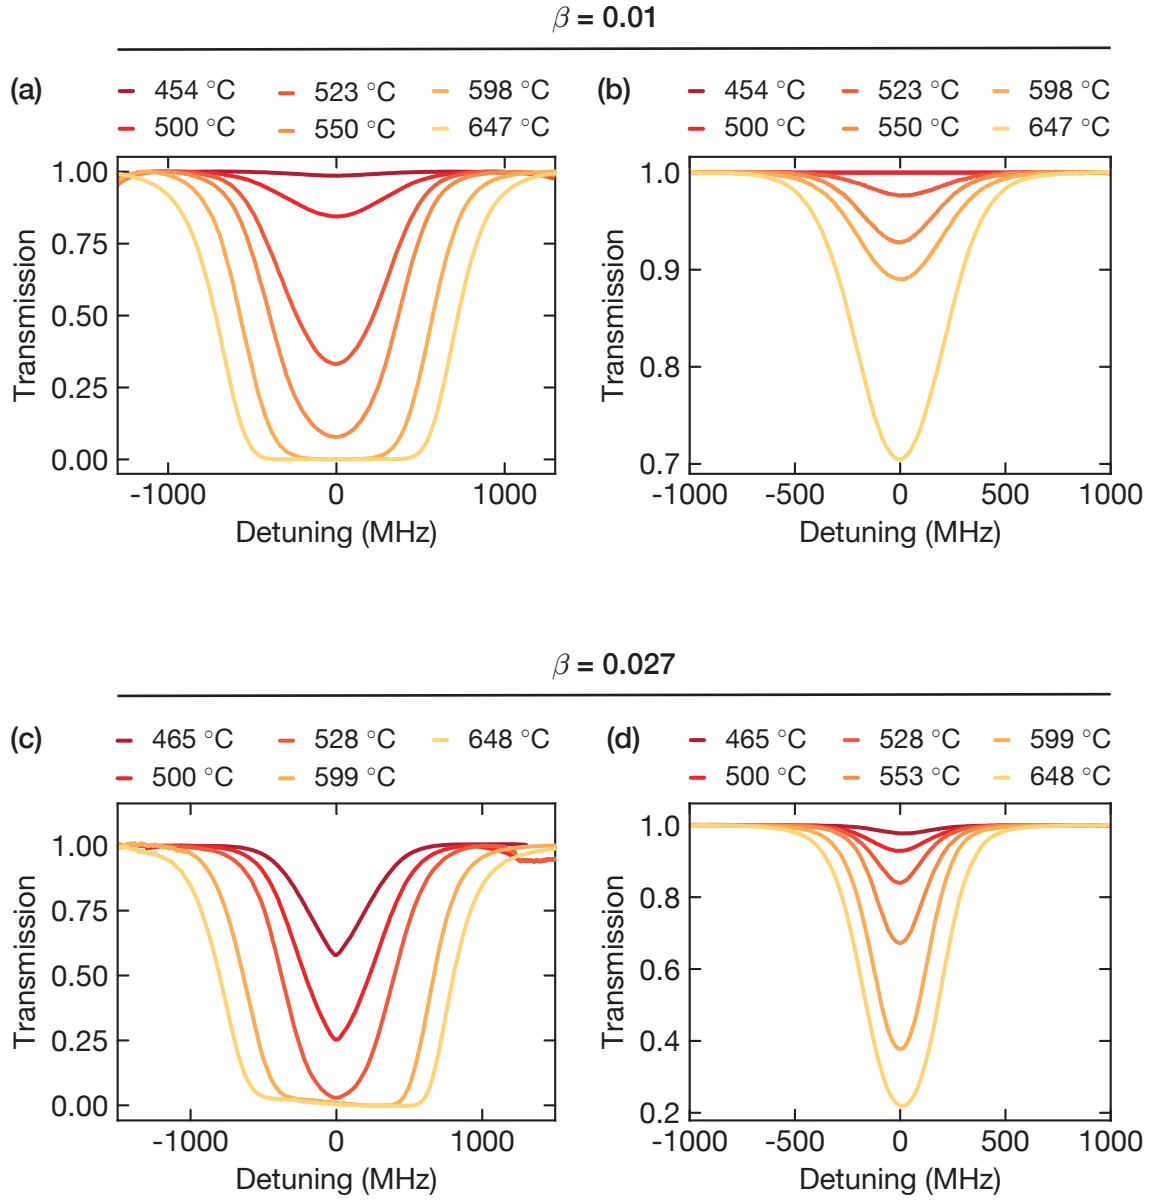 β = 0.01
(a)
454 °C 523 °C 598 °C
500 °C 550 °C 647 °C
1.00
0.75
0.50
0.25
0.00
Transmission
-1000 0 1000
Detuning (MHz)
(b)
454 °C 523 °C 598 °C
500 °C 550 °C 647 °C
1.0
0.9
0.8
0.7
Transmission
-1000 -500 0 500 1000
Detuning (MHz)
β = 0.027
(c)
465 °C 528 °C 648 °C
500 °C 599 °C
1.00
0.75
0.50
0.25
0.00
Transmission
-1000 0 1000
Detuning (MHz)
(d)
465 °C 528 °C 599 °C
500 °C 553 °C 648 °C
1.0
0.8
0.6
0.4
0.2
Transmission
-1000 -500 0 500 1000
Detuning (MHz)